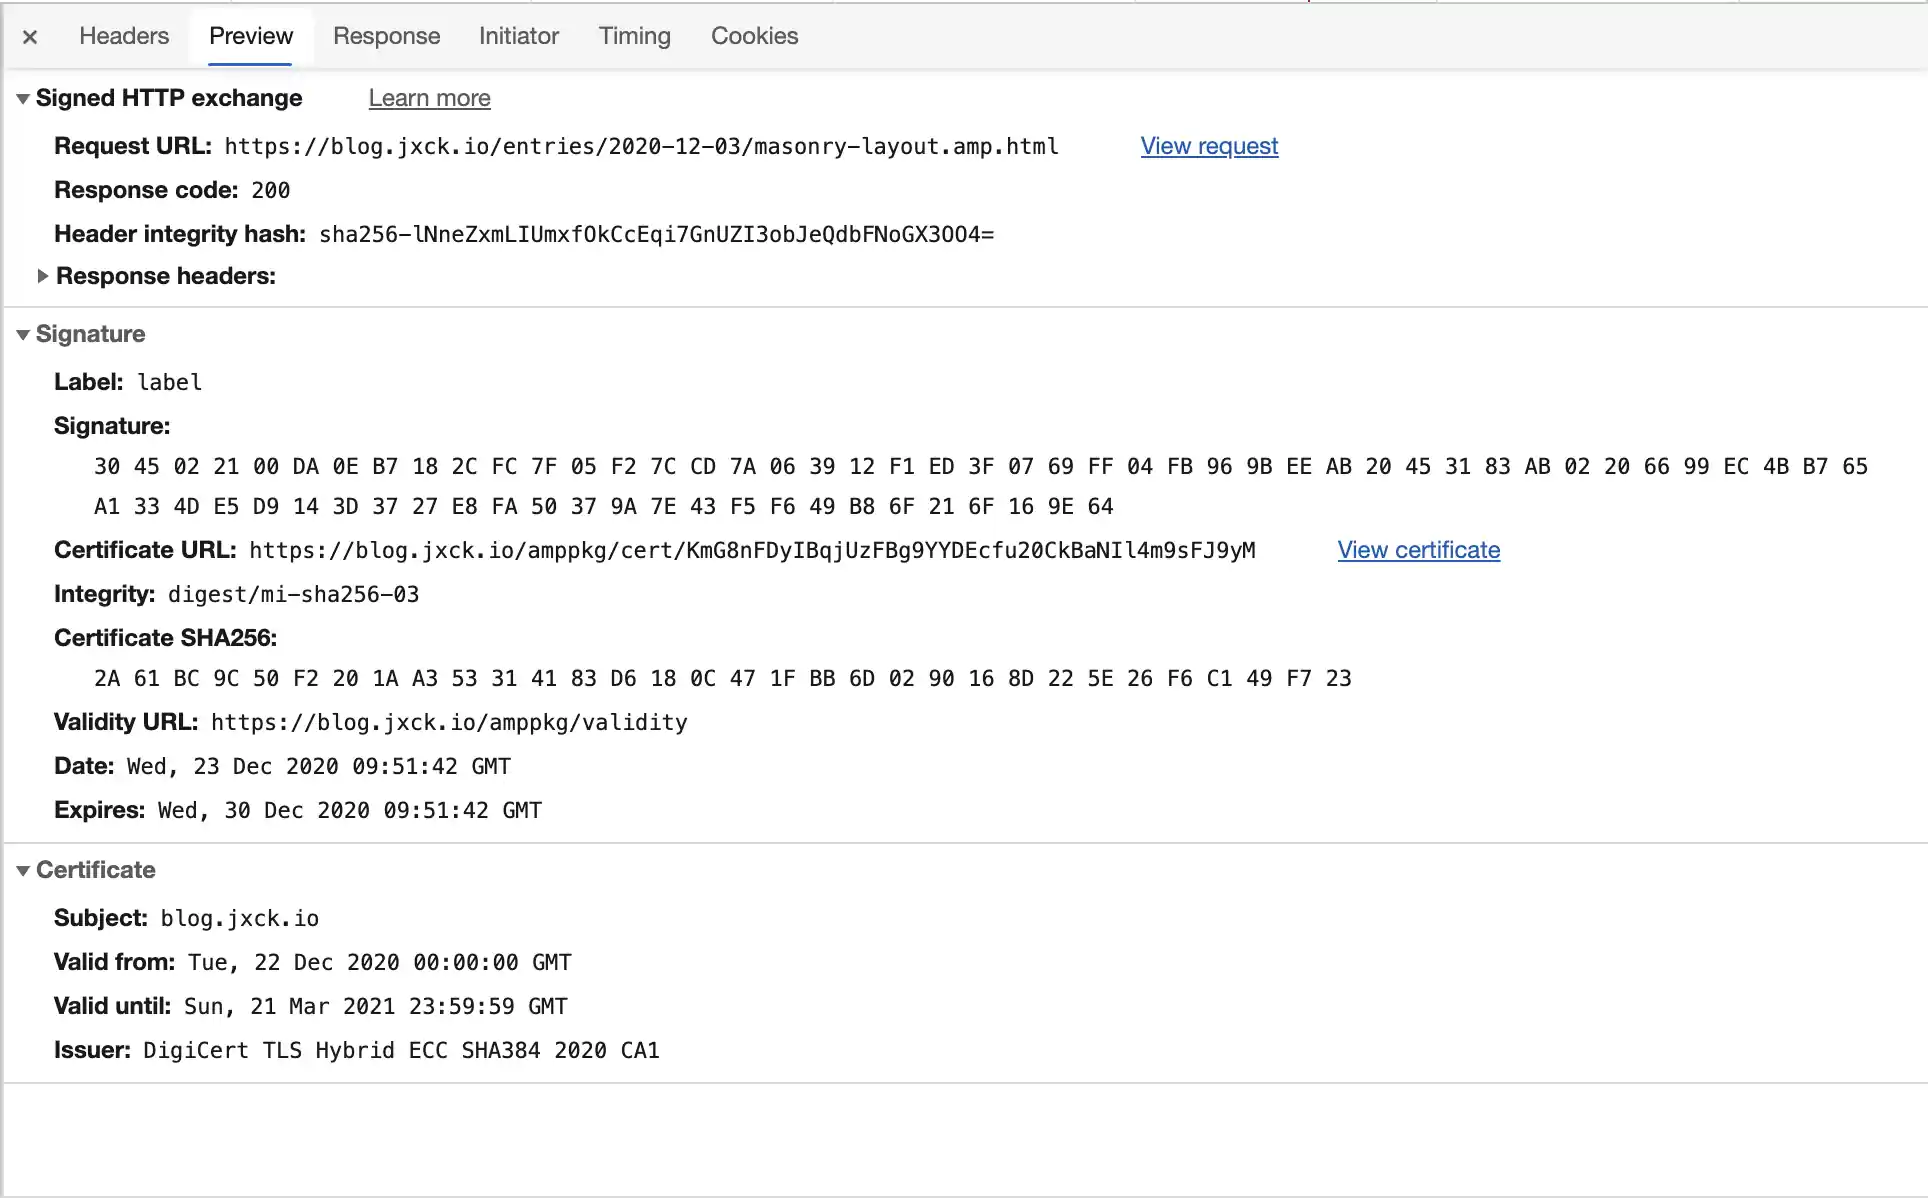 × Headers Preview Response Initiator Timing Cookies
▼ Signed HTTP exchange Learn more
Request URL: https://blog.jxck.io/entries/2020-12-03/masonry-layout.amp.html View request
Response code: 200
Header integrity hash: sha256-lNneZxmLIUmxfOkCcEqi7GnUZI3obJeQdbFNoGX3OO4=
▶ Response headers:
▼ Signature
Label: label
Signature:
30 45 02 21 00 DA 0E B7 18 2C FC 7F 05 F2 7C CD 7A 06 39 12 F1 ED 3F 07 69 FF 04 FB 96 9B EE AB 20 45 31 83 AB 02 20 66 99 EC 4B B7 65
A1 33 4D E5 D9 14 3D 37 27 E8 FA 50 37 9A 7E 43 F5 F6 49 B8 6F 21 6F 16 9E 64
Certificate URL: https://blog.jxck.io/amppkg/cert/KmG8nFDyIBqjUzFBg9YYDEcfu20CkBaNIl4m9sFJ9yM View certificate
Integrity: digest/mi-sha256-03
Certificate SHA256:
2A 61 BC 9C 50 F2 20 1A A3 53 31 41 83 D6 18 0C 47 1F BB 6D 02 90 16 8D 22 5E 26 F6 C1 49 F7 23
Validity URL: https://blog.jxck.io/amppkg/validity
Date: Wed, 23 Dec 2020 09:51:42 GMT
Expires: Wed, 30 Dec 2020 09:51:42 GMT
▼ Certificate
Subject: blog.jxck.io
Valid from: Tue, 22 Dec 2020 00:00:00 GMT
Valid until: Sun, 21 Mar 2021 23:59:59 GMT
Issuer: DigiCert TLS Hybrid ECC SHA384 2020 CA1